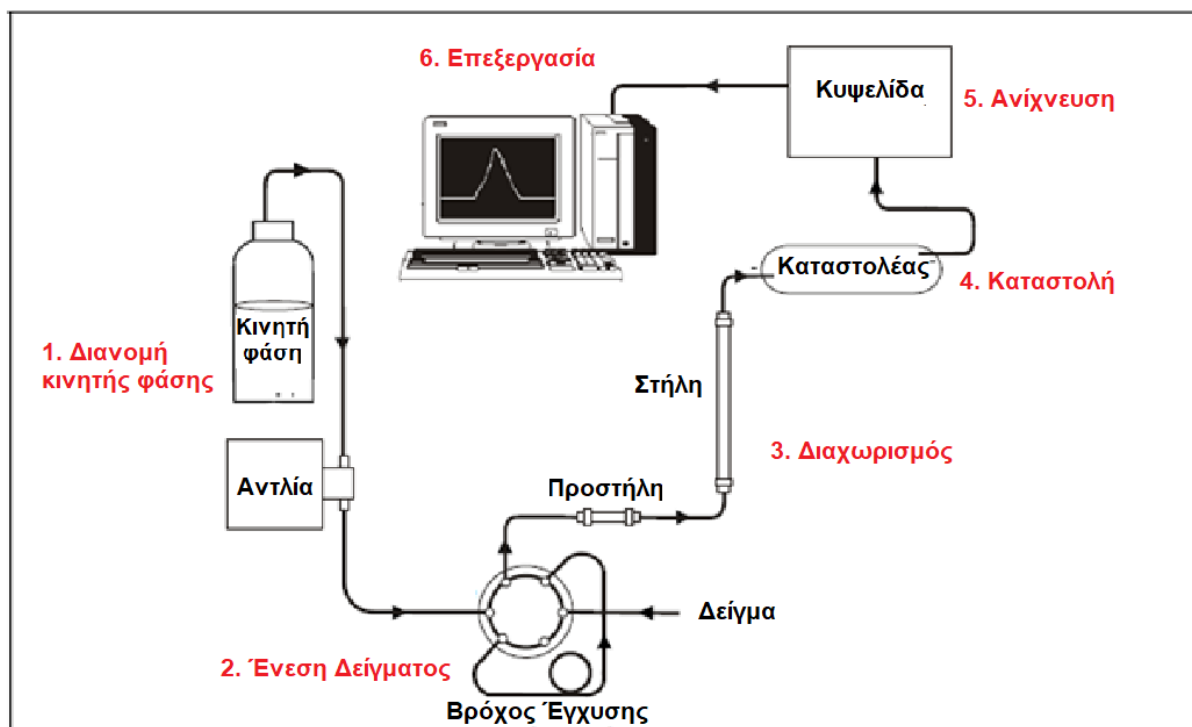 6. Επεξεργασία
Κυψελίδα
5. Ανίχνευση
Κινητή
φάση
1. Διανομή
κινητής φάσης
Καταστολέας
4. Καταστολή
Στήλη
3. Διαχωρισμός
Αντλία
Προστήλη
Δείγμα
2. Ένεση Δείγματος
Βρόχος Έγχυσης